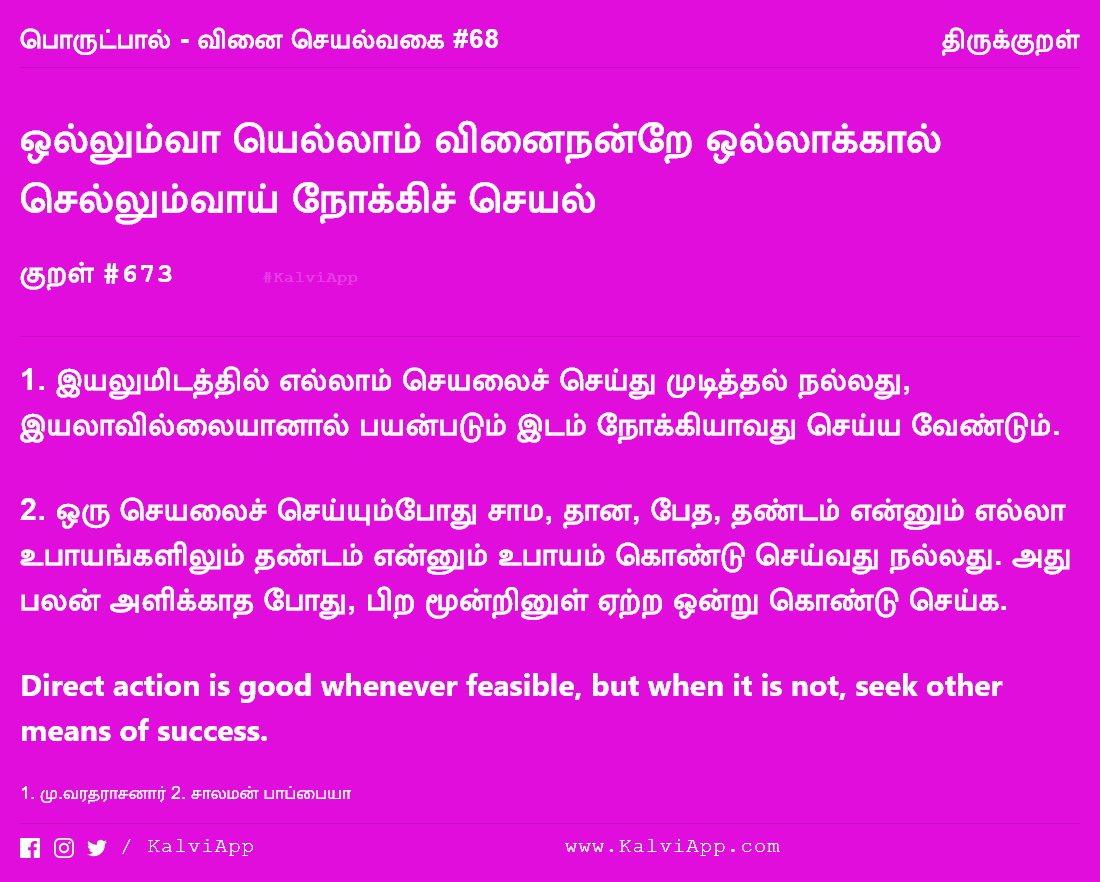 பொருட்பால் - வினை செயல்வகை #68 திருக்குறள்
ஒல்லும்வா யெல்லாம் வினைநன்றே ஒல்லாக்கால்
செல்லும்வாய் நோக்கிச் செயல்
குறள் #673 #KalviApp
1. இயலுமிடத்தில் எல்லாம் செயலைச் செய்து முடித்தல் நல்லது,
இயலாவில்லையானால் பயன்படும் இடம் நோக்கியாவது செய்ய வேண்டும்.
2. ஒரு செயலைச் செய்யும்போது சாம, தான, பேத, தண்டம் என்னும் எல்லா
உபாயங்களிலும் தண்டம் என்னும் உபாயம் கொண்டு செய்வது நல்லது. அது
பலன் அளிக்காத போது, பிற மூன்றினுள் ஏற்ற ஒன்று கொண்டு செய்க.
Direct action is good whenever feasible, but when it is not, seek other
means of success.
1. மு.வரதராசனார் 2. சாலமன் பாப்பையா
/ KalviApp www.KalviApp.com